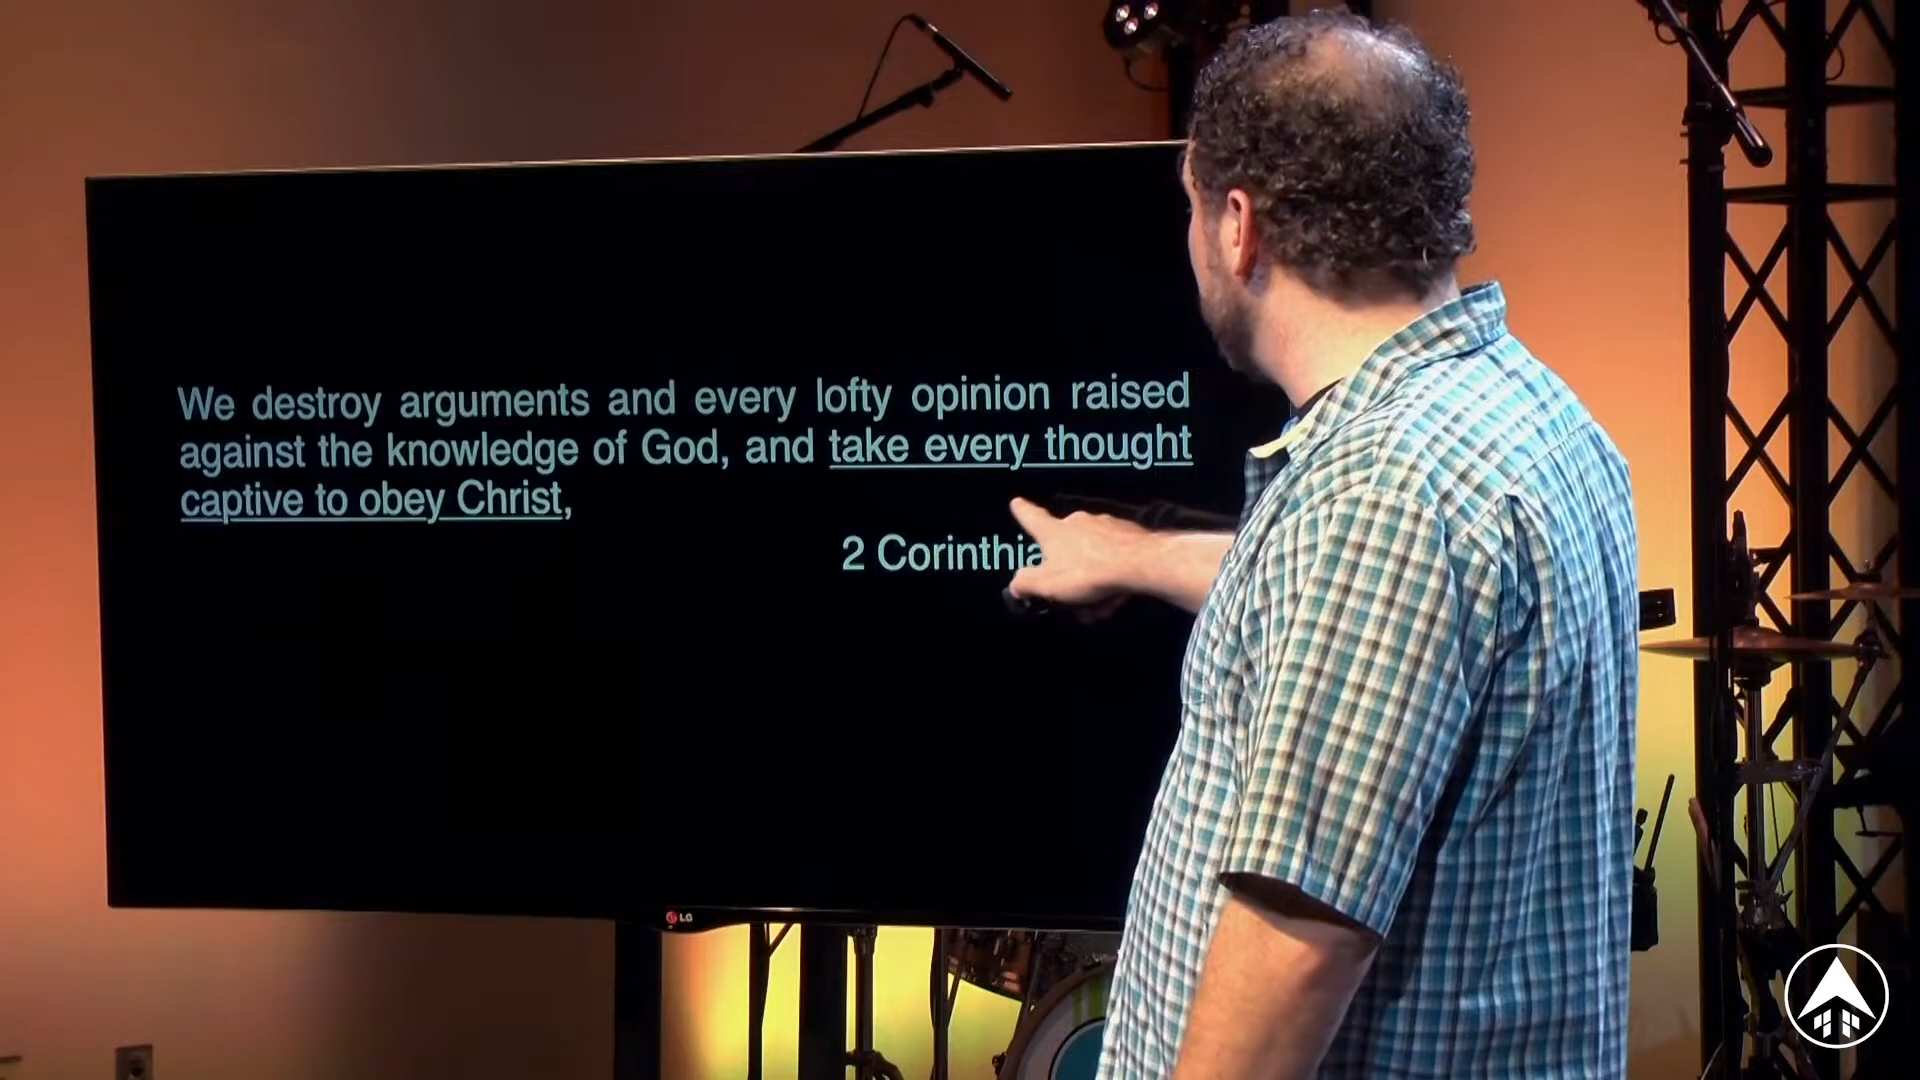 We destroy arguments and every lofty opinion raised
against the knowledge of God, and take every thought
captive to obey Christ,
2 Corinthia
LG